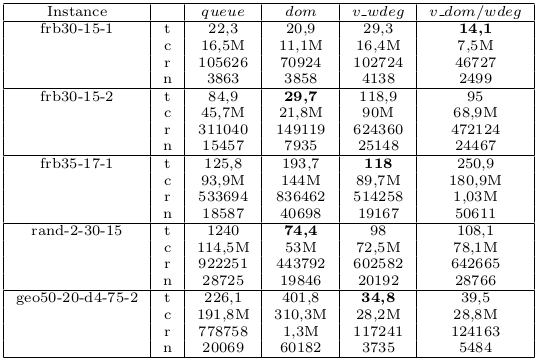 Instance queue dom v_wdeg v_dom/wdeg
frb30-15-1 t 22,3 20,9 29,3 14,1
c 16,5M 11,1M 16,4M 7,5M
r 105626 70924 102724 46727
n 3863 3858 4138 2499
frb30-15-2 t 84,9 29,7 118,9 95
c 45,7M 21,8M 90M 68,9M
r 311040 149119 624360 472124
n 15457 7935 25148 24467
frb35-17-1 t 125,8 193,7 118 250,9
c 93,9M 144M 89,7M 180,9M
r 533694 836462 514258 1,03M
n 18587 40698 19167 50611
rand-2-30-15 t 1240 74,4 98 108,1
c 114,5M 53M 72,5M 78,1M
r 922251 443792 602582 642665
n 28725 19846 20192 28766
geo50-20-d4-75-2 t 226,1 401,8 34,8 39,5
c 191,8M 310,3M 28,2M 28,8M
r 778758 1,3M 117241 124163
n 20069 60182 3735 5484